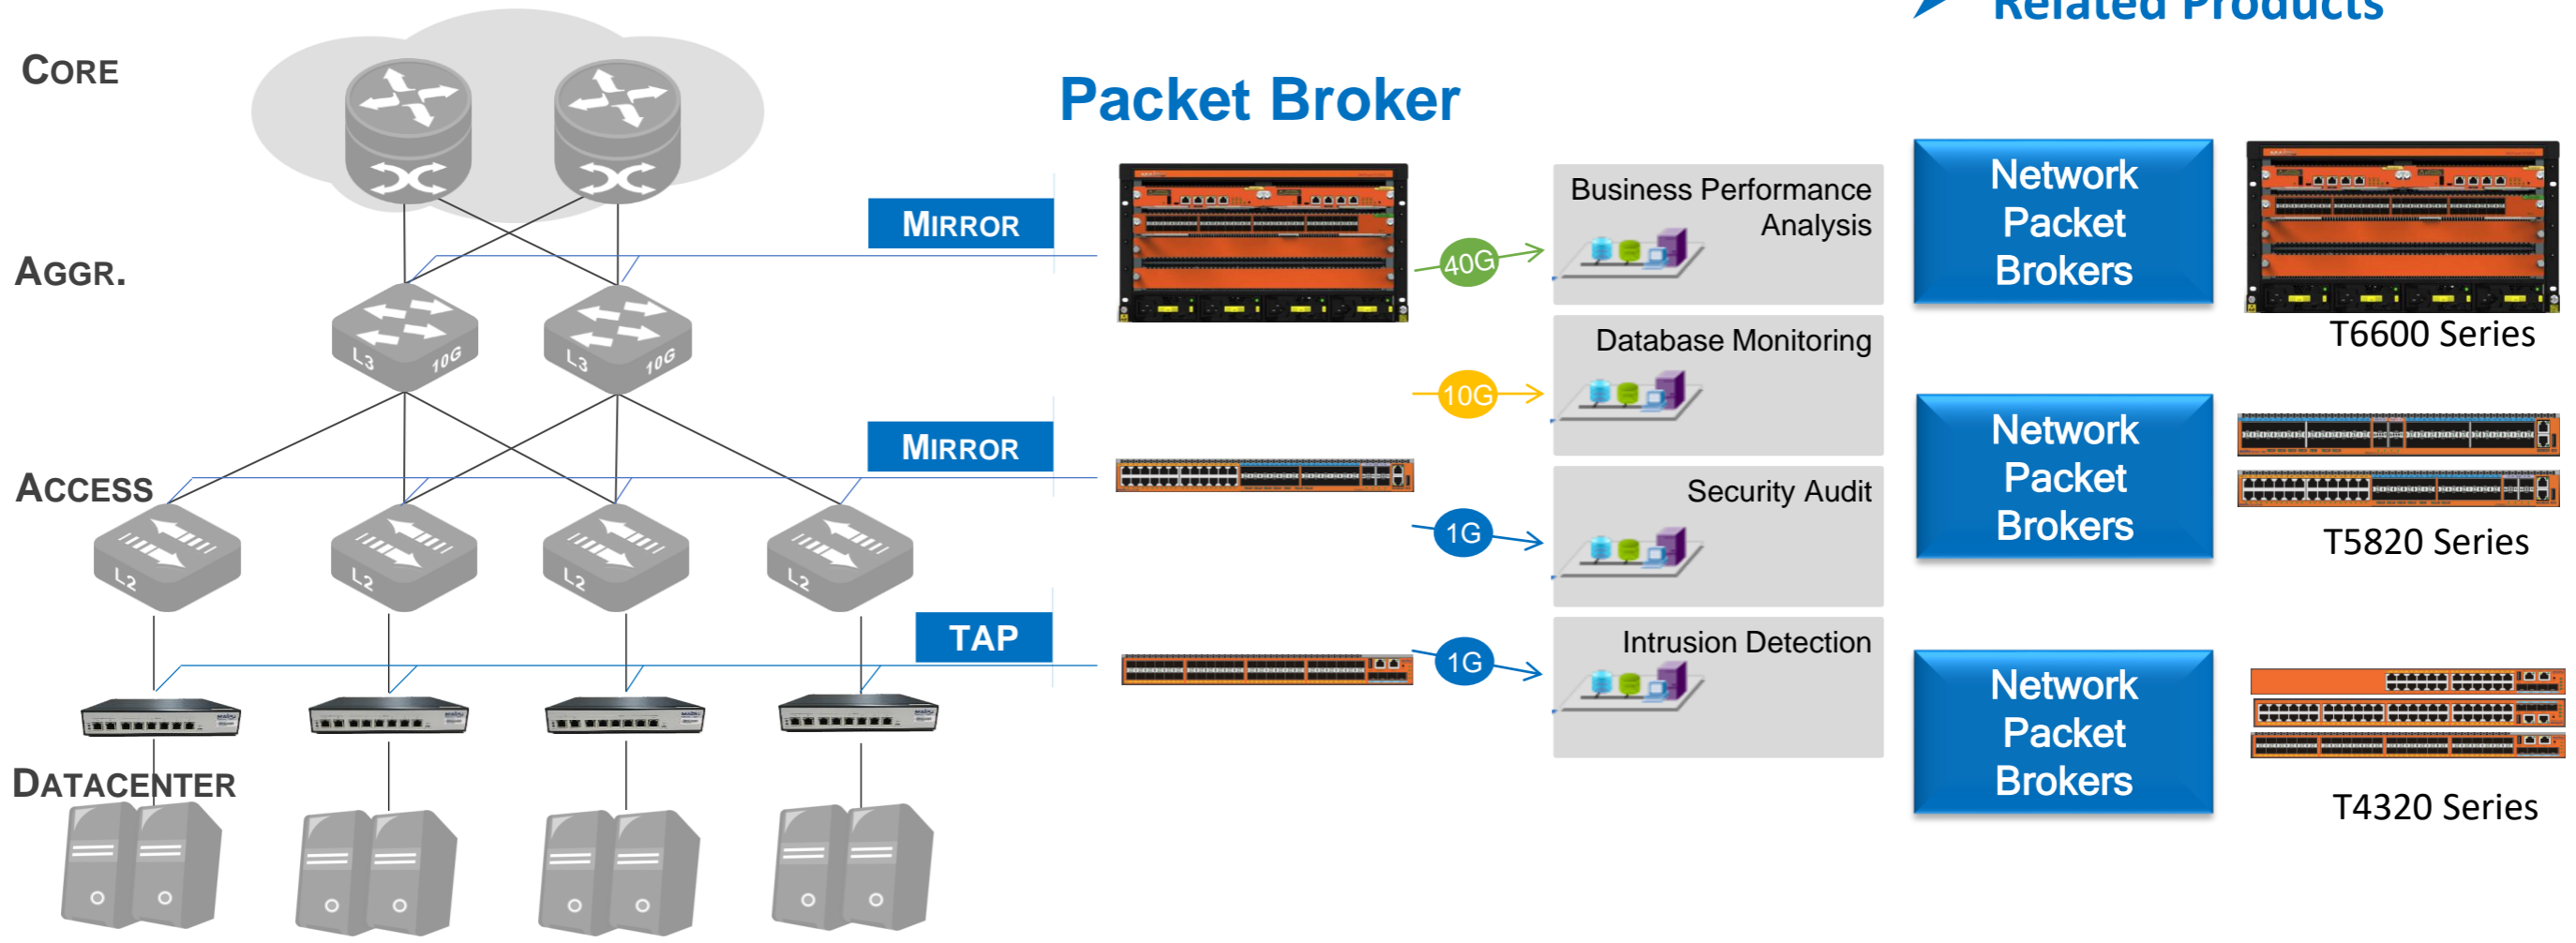 Related Products
CORE
Packet Broker
MIRROR
AGGR.
L3 10G
L3 10G
MIRROR
ACCESS
L2
L2
L2
L2
TAP
DATACENTER
40G
10G
1G
1G
Business Performance
Analysis
Database Monitoring
Security Audit
Intrusion Detection
Network
Packet
Brokers
T6600 Series
Network
Packet
Brokers
T5820 Series
Network
Packet
Brokers
T4320 Series